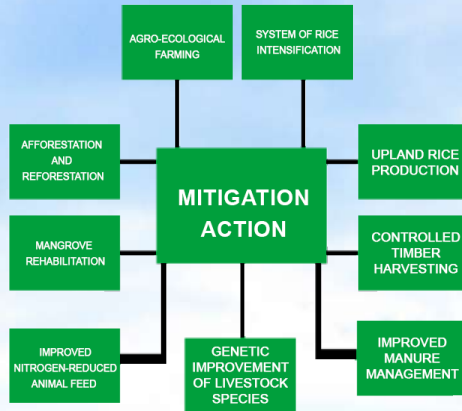 AGRO-ECOLOGICAL
FARMING
SYSTEM OF RICE
INTENSIFICATION
AFFORESTATION
AND
REFORESTATION
MITIGATION
ACTION
UPLAND RICE
PRODUCTION
MANGROVE
REHABILITATION
CONTROLLED
TIMBER
HARVESTING
IMPROVED
NITROGEN-REDUCED
ANIMAL FEED
GENETIC
IMPROVEMENT
OF LIVESTOCK
SPECIES
IMPROVED
MANURE
MANAGEMENT